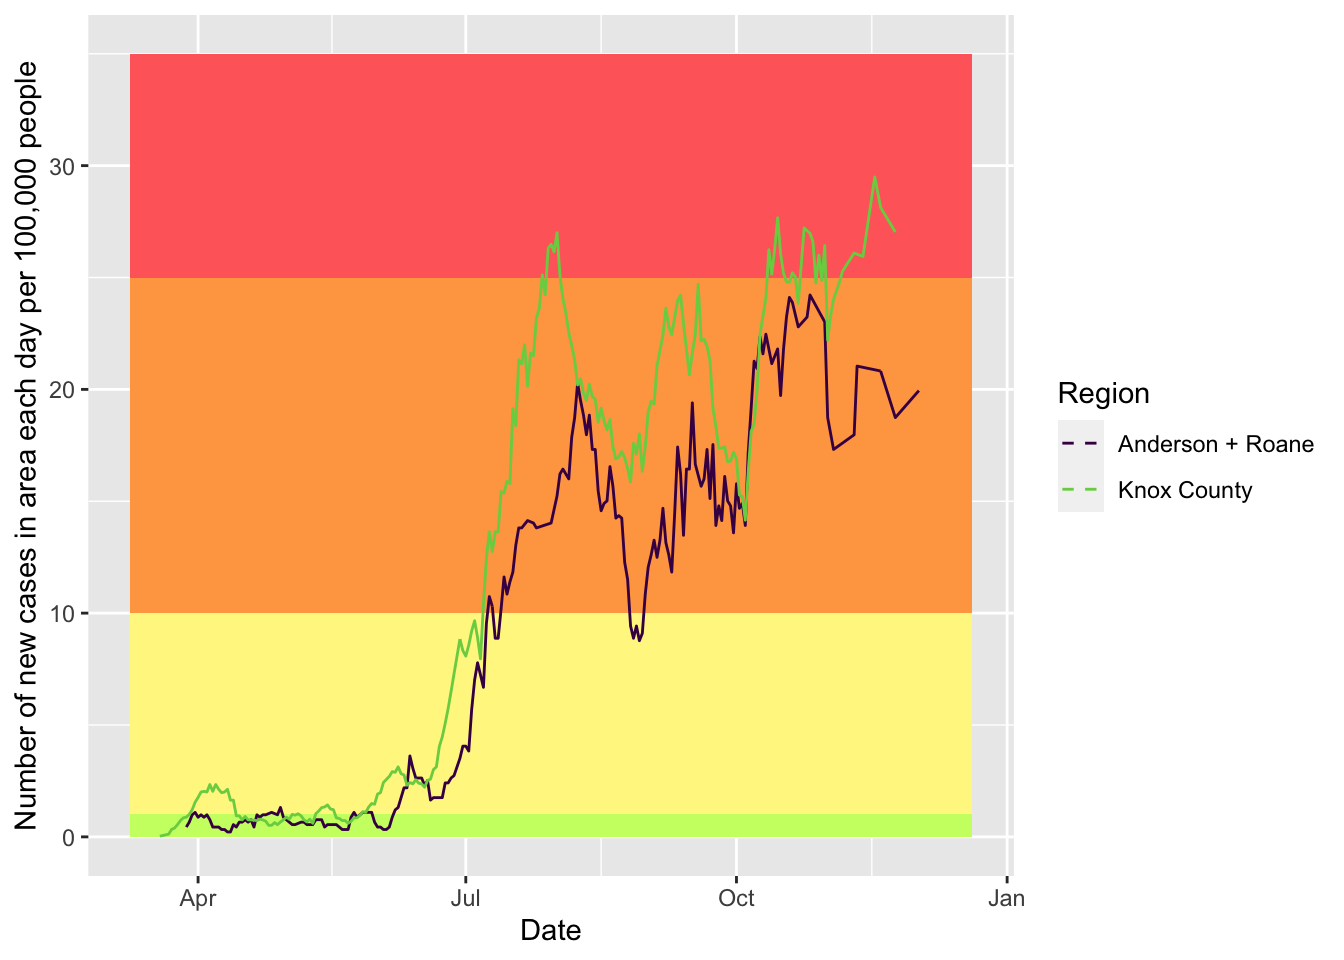 Number of new cases in area each day per 100,000 people
30
20
10
0
Apr
Jul
Oct
Jan
Date
Region
Anderson + Roane
Knox County